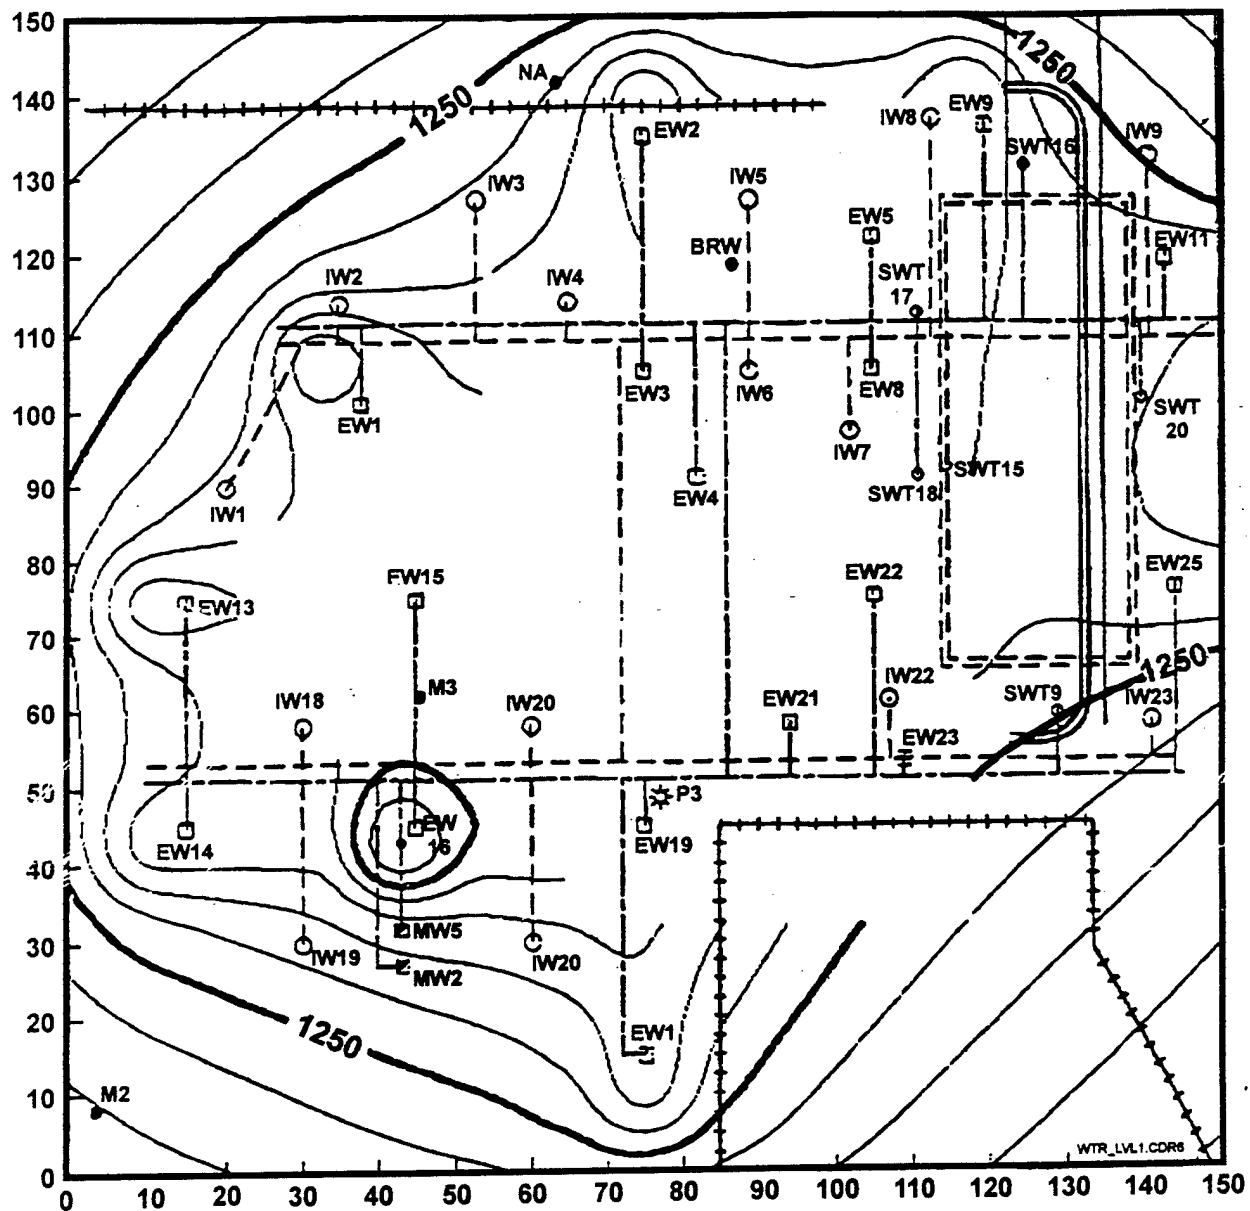 150
NA
1250
140
1250
EW2
IW8
EW9
IW9
SWT16
130
IW3
IW5
EW5
120
BRW
EW11
IW2
IW4
SWT
17
110
EW3
IW6
EW8
100
EW1
SWT
20
IW7
EW4
SWT18
SWT15
90
IW1
80
FW15
EW22
EW25
EW13
70
M3
1250
IW18
IW20
IW22
SWT9
IW23
60
EW21
EW23
50
P3
EW
16
EW14
EW19
40
MW5
30
IW19
IW20
MW2
20
1250
EW1
10
M2
WTR_LVL1.CDR6
0
0 10 20 30 40 50 60 70 80 90 100 110 120 130 140 150